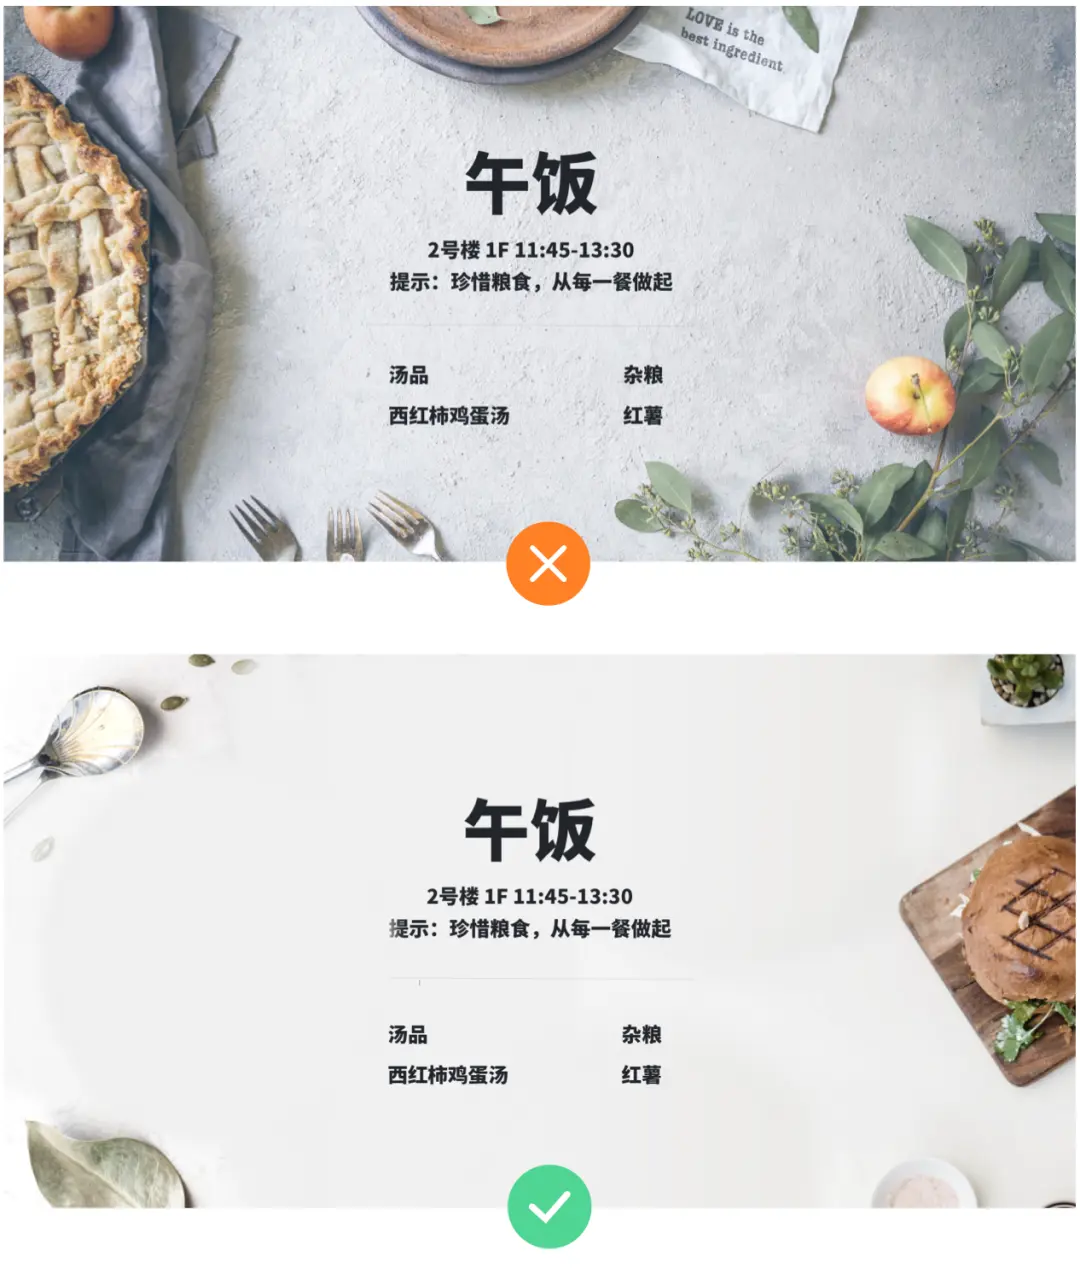 LOVE is the
best ingredient
午饭
2号楼 1F 11:45-13:30
提示：珍惜粮食，从每一餐做起
汤品 杂粮
西红柿鸡蛋汤 红薯
午饭
2号楼 1F 11:45-13:30
提示：珍惜粮食，从每一餐做起
汤品 杂粮
西红柿鸡蛋汤 红薯